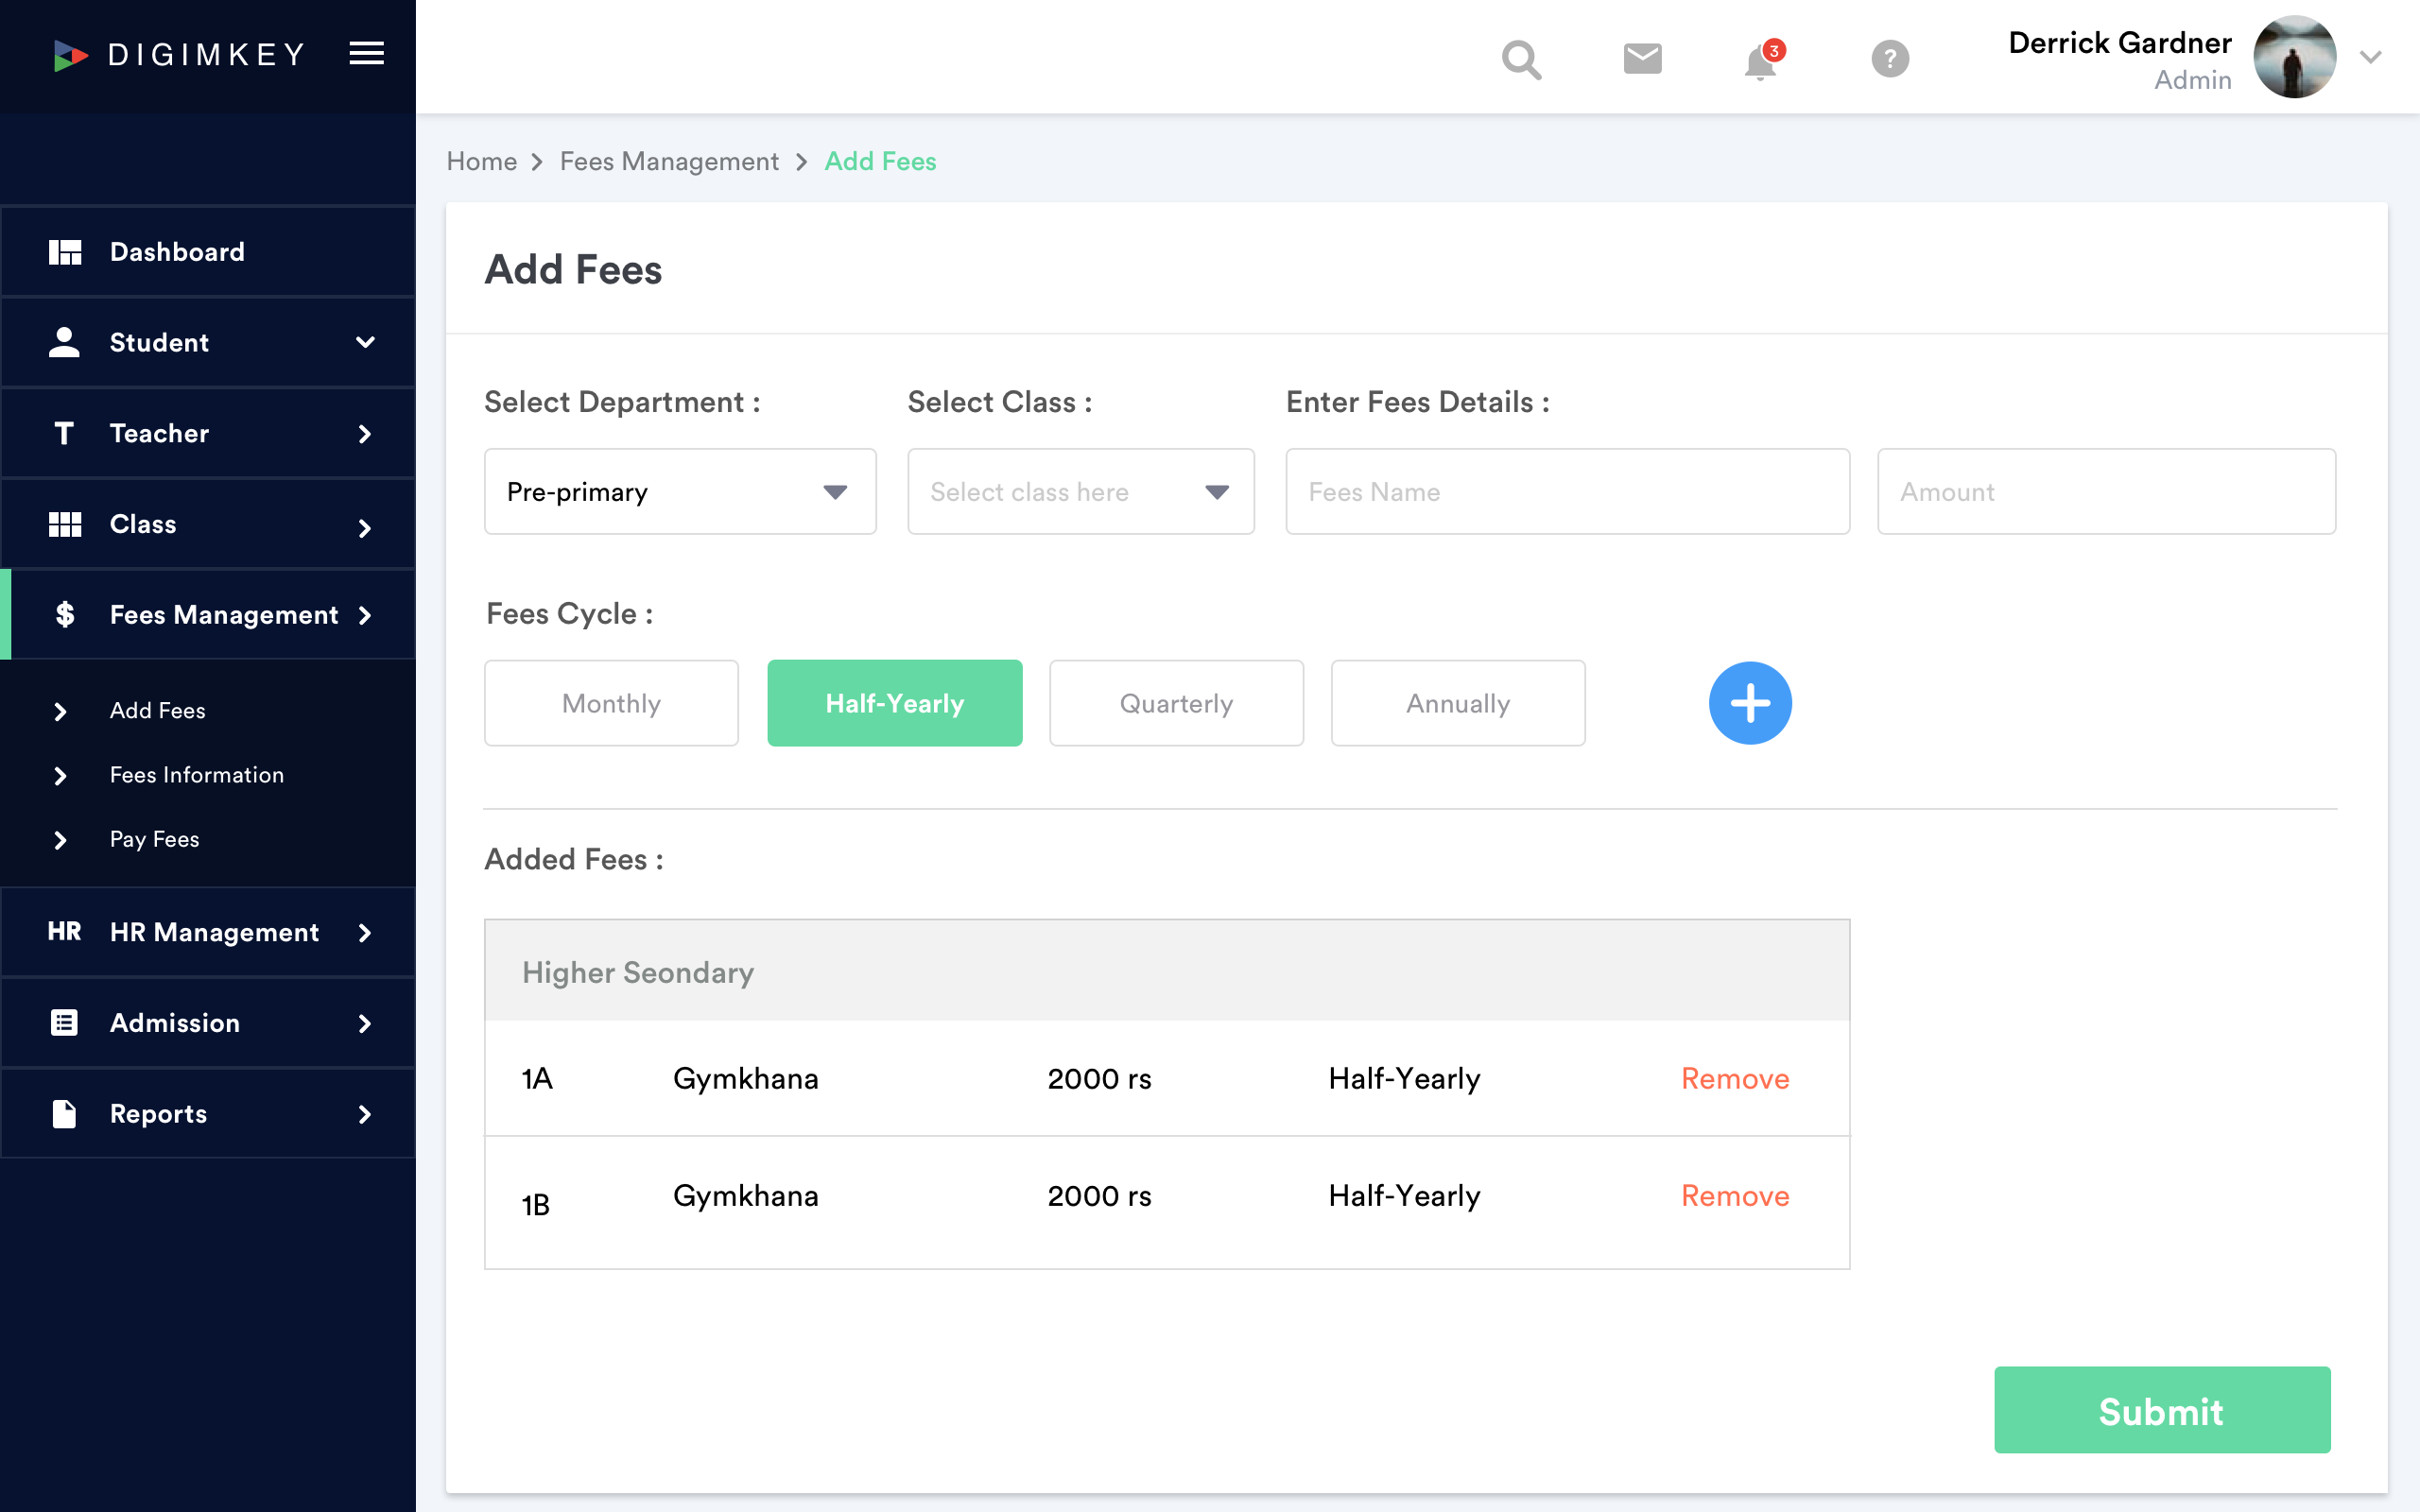 DIGIMKEY
3
?
Derrick Gardner
Admin
Home > Fees Management > Add Fees
Dashboard
Student
T Teacher
Class
$ Fees Management
Add Fees
Fees Information
Pay Fees
HR HR Management
Admission
Reports
Add Fees
Select Department : Select Class : Enter Fees Details :
Pre-primary Select class here Fees Name Amount
Fees Cycle :
Monthly Half-Yearly Quarterly Annually
Added Fees :
Higher Seondary
1A Gymkhana 2000 rs Half-Yearly Remove
1B Gymkhana 2000 rs Half-Yearly Remove
Submit